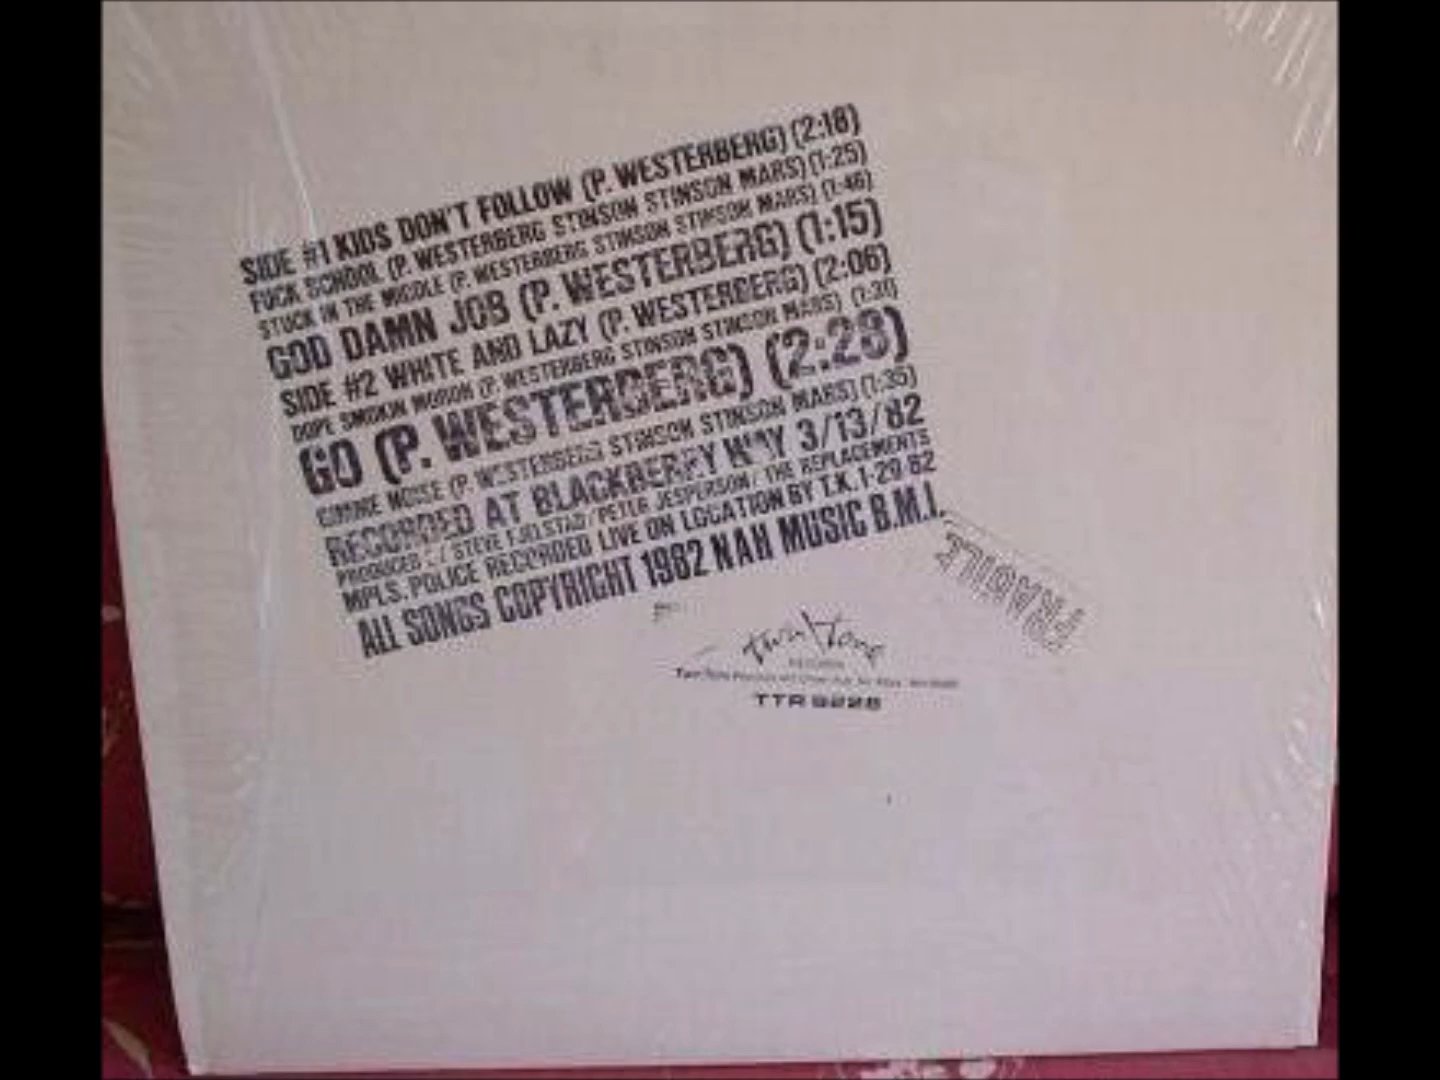 SIDE #1 KIDS DON'T FOLLOW (P. WESTERBERG) (2:18)
FUCK SCHOOL (P. WESTERBERG STINSON STINSON MARS) (1:25)
STUCK IN THE MIDDLE (P. WESTERBERG STINSON STINSON MARS) (1:46)
GOD DAMN JOB (P. WESTERBERG) (1:15)
SIDE #2 WHITE AND LAZY (P. WESTERBERG) (2:06)
DOPE SMOKIN MORON (P. WESTERBERG STINSON STINSON MARS)
GO (P. WESTERBERG) (2:28)
GIMME NOISE (P. WESTERBERG STINSON STINSON MARS) (1:35)
RECORDED AT BLACKBERRY WAY 3/13/82
PRODUCED STEVE FJELSTAD/PETER JESPERSON/THE REPLACEMENTS
MPLS. POLICE RECORDED LIVE ON LOCATION BY T.K. 1-29-82
ALL SONGS COPYRIGHT 1982 NAH MUSIC B.M.I.
FRAGILE
Twin/Tone
RECORDS
TTR 8228